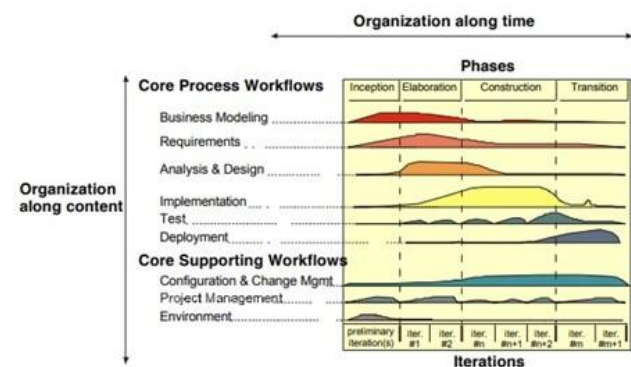 Organization along time
Phases
Core Process Workflows
Inception Elaboration Construction Transition
Business Modeling
Requirements
Analysis & Design
Implementation
Test
Deployment
Organization
along content
Core Supporting Workflows
Configuration & Change Mgmt
Project Management
Environment
preliminary
iteration(s)
iter.
#1
iter.
#2
iter.
#n
iter.
#n+1
iter.
#n+2
iter.
#m
iter.
#m+1
Iterations